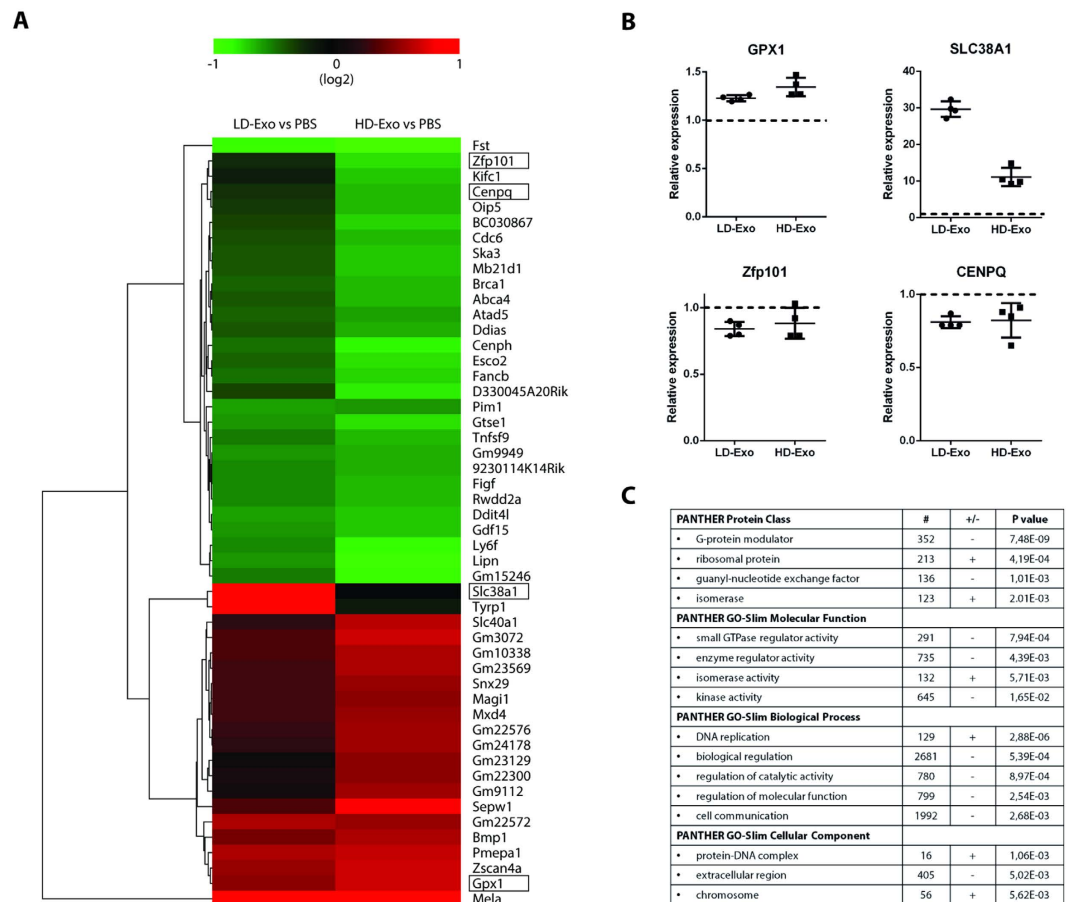 A
-1
0
1
(log2)
LD-Exo vs PBS
HD-Exo vs PBS
Fst
Zfp101
Kifc1
Cenpq
Oip5
BC030867
Cdc6
Ska3
Mb21d1
Brca1
Abca4
Atad5
Ddias
Cenph
Esco2
Fancb
D330045A20Rik
Pim1
Gtse1
Tnfsf9
Gm9949
9230114K14Rik
Figf
Rwdd2a
Ddit4l
Gdf15
Ly6f
Lipn
Gm15246
Slc38a1
Tyrp1
Slc40a1
Gm3072
Gm10338
Gm23569
Snx29
Magi1
Mxd4
Gm22576
Gm24178
Gm23129
Gm22300
Gm9112
Sepw1
Gm22572
Bmp1
Pmepa1
Zscan4a
Gpx1
Mela
B
GPX1
Relative expression
1.5
1.0
0.5
0.0
LD-Exo HD-Exo
SLC38A1
Relative expression
40
30
20
10
0
LD-Exo HD-Exo
Zfp101
Relative expression
1.0
0.5
0.0
LD-Exo HD-Exo
CENPQ
Relative expression
1.0
0.5
0.0
LD-Exo HD-Exo
C
PANTHER Protein Class # +/- P value
• G-protein modulator 352 - 7,48E-09
• ribosomal protein 213 + 4,19E-04
• guanyl-nucleotide exchange factor 136 - 1,01E-03
• isomerase 123 + 2.01E-03
PANTHER GO-Slim Molecular Function
• small GTPase regulator activity 291 - 7,94E-04
• enzyme regulator activity 735 - 4,39E-03
• isomerase activity 132 + 5,71E-03
• kinase activity 645 - 1,65E-02
PANTHER GO-Slim Biological Process
• DNA replication 129 + 2,88E-06
• biological regulation 2681 - 5,39E-04
• regulation of catalytic activity 780 - 8,97E-04
• regulation of molecular function 799 - 2,54E-03
• cell communication 1992 - 2,68E-03
PANTHER GO-Slim Cellular Component
• protein-DNA complex 16 + 1,06E-03
• extracellular region 405 - 5,02E-03
• chromosome 56 + 5,62E-03